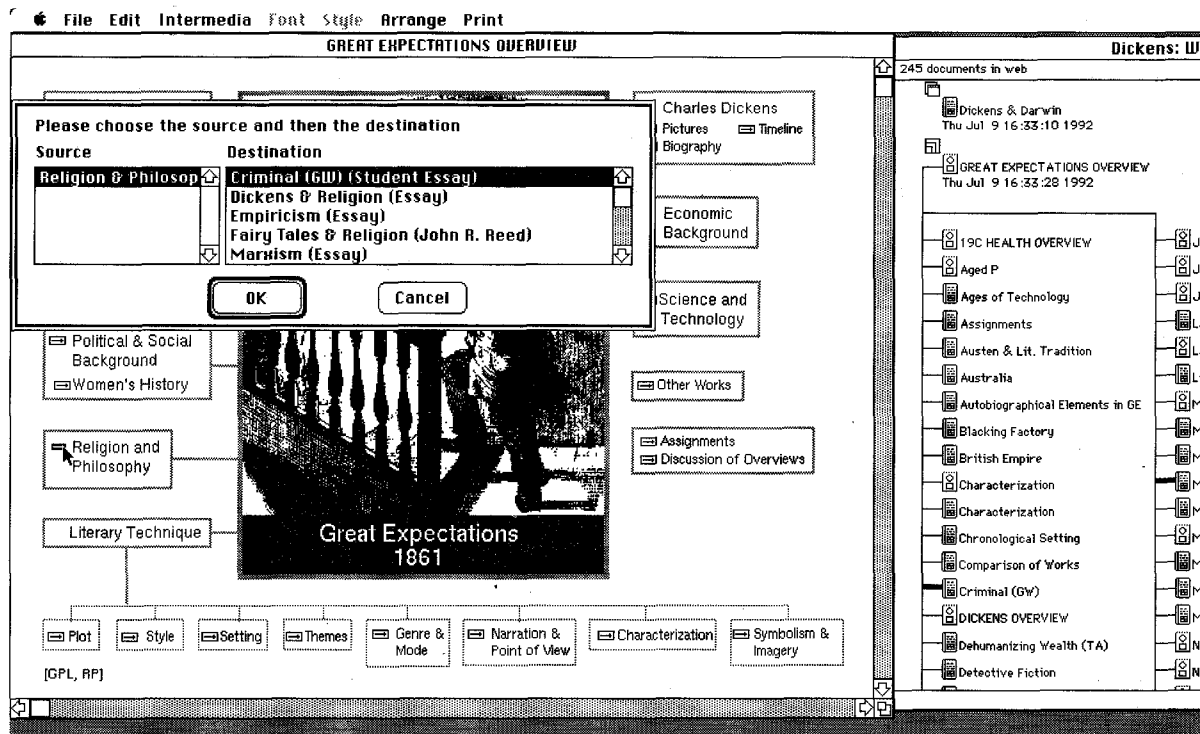 File Edit Intermedia Font Style Arrange Print
GREAT EXPECTATIONS OVERVIEW
Please choose the source and then the destination
Source
Destination
Religion & Philosop
Criminal (GW) (Student Essay)
Dickens & Religion (Essay)
Empiricism (Essay)
Fairy Tales & Religion (John R. Reed)
Marxism (Essay)
OK
Cancel
Charles Dickens
Pictures
Timeline
Biography
Economic
Background
Science and
Technology
Political & Social
Background
Women's History
Other Works
Religion and
Philosophy
Assignments
Discussion of Overviews
Literary Technique
Great Expectations
1861
Plot
Style
Setting
Themes
Genre &
Mode
Narration &
Point of View
Characterization
Symbolism &
Imagery
[GPL, RP]
Dickens: W
245 documents in web
Dickens & Darwin
Thu Jul 9 16:33:10 1992
GREAT EXPECTATIONS OVERVIEW
Thu Jul 9 16:33:28 1992
19C HEALTH OVERVIEW
Aged P
Ages of Technology
Assignments
Austen & Lit. Tradition
Australia
Autobiographical Elements in GE
Blacking Factory
British Empire
Characterization
Characterization
Chronological Setting
Comparison of Works
Criminal (GW)
DICKENS OVERVIEW
Dehumanizing Wealth (TA)
Detective Fiction